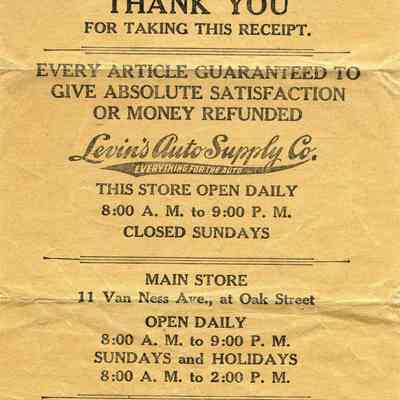 THANK YOU
FOR TAKING THIS RECEIPT.
EVERY ARTICLE GUARANTEED TO
GIVE ABSOLUTE SATISFACTION
OR MONEY REFUNDED
Levin's Auto Supply Co.
EVERYTHING FOR THE AUTO
THIS STORE OPEN DAILY
8:00 A. M. to 9:00 P. M.
CLOSED SUNDAYS
MAIN STORE
11 Van Ness Ave., at Oak Street
OPEN DAILY
8:00 A. M. to 9:00 P. M.
SUNDAYS and HOLIDAYS
8:00 A. M. to 2:00 P. M.